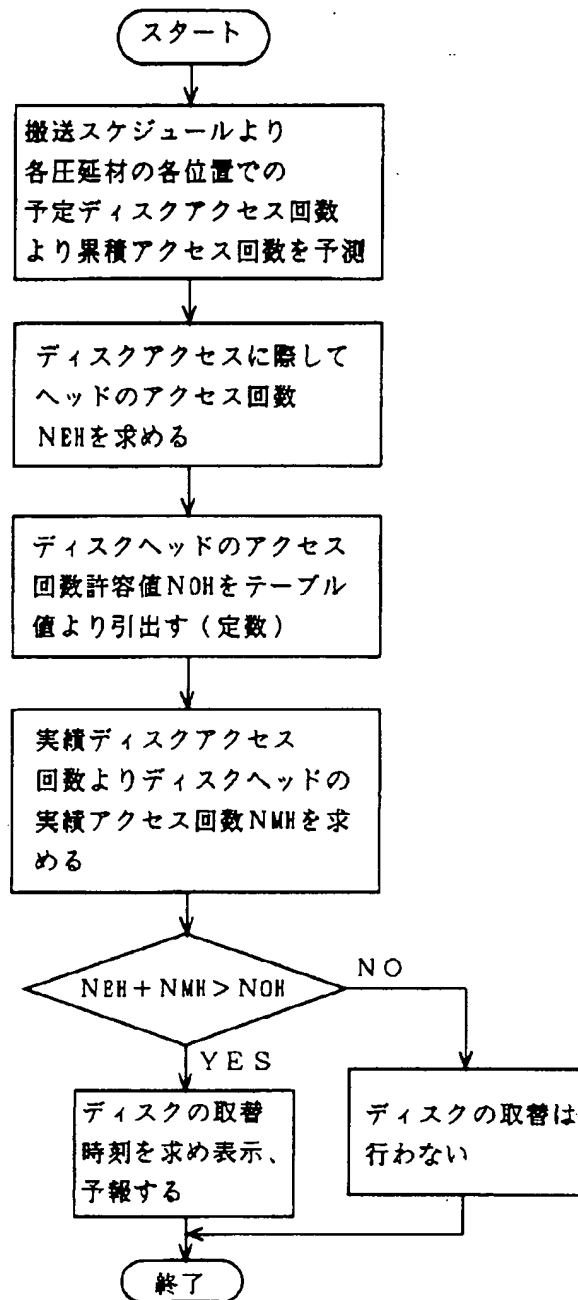 スタート
搬送スケジュールより
各圧延材の各位置での
予定ディスクアクセス回数
より累積アクセス回数を予測
ディスクアクセスに際して
ヘッドのアクセス回数
NEHを求める
ディスクヘッドのアクセス
回数許容値NOHをテーブル
値より引出す(定数)
実績ディスクアクセス
回数よりディスクヘッドの
実績アクセス回数NMHを求
める
NEH+NMH>NOH
NO
YES
ディスクの取替
時刻を求め表示、
予報する
ディスクの取替は
行わない
終了